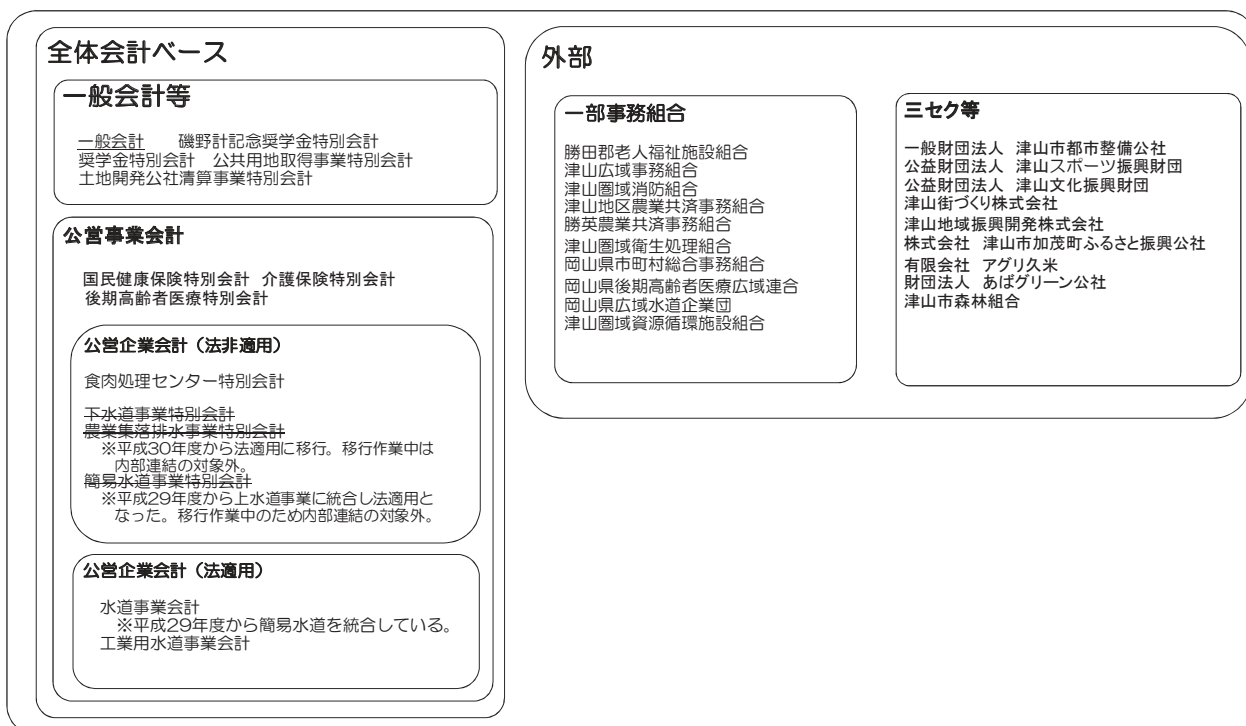 全体会計ベース
一般会計等
一般会計　　磯野計記念奨学金特別会計
奨学金特別会計　公共用地取得事業特別会計
土地開発公社清算事業特別会計
公営事業会計
国民健康保険特別会計　介護保険特別会計
後期高齢者医療特別会計
公営企業会計（法非適用）
食肉処理センター特別会計
下水道事業特別会計
農業集落排水事業特別会計
※平成30年度から法適用に移行。移行作業中は
内部連結の対象外。
簡易水道事業特別会計
※平成29年度から上水道事業に統合し法適用と
なった。移行作業中のため内部連結の対象外。
公営企業会計（法適用）
水道事業会計
※平成29年度から簡易水道を統合している。
工業用水道事業会計
外部
一部事務組合
勝田郡老人福祉施設組合
津山広域事務組合
津山圏域消防組合
津山地区農業共済事務組合
勝英農業共済事務組合
津山圏域衛生処理組合
岡山県市町村総合事務組合
岡山県後期高齢者医療広域連合
岡山県広域水道企業団
津山圏域資源循環施設組合
三セク等
一般財団法人　津山市都市整備公社
公益財団法人　津山スポーツ振興財団
公益財団法人　津山文化振興財団
津山街づくり株式会社
津山地域振興開発株式会社
株式会社　津山市加茂町ふるさと振興公社
有限会社　アグリ久米
財団法人　あばグリーン公社
津山市森林組合